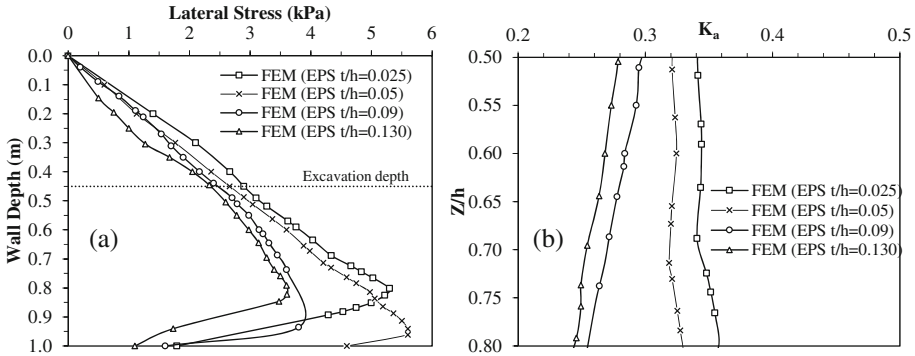 Lateral Stress (kPa)
0 1 2 3 4 5 6
0.0
0.1
0.2
0.3
0.4
0.5
0.6
0.7
0.8
0.9
1.0
Wall Depth (m)
FEM (EPS t/h=0.025)
FEM (EPS t/h=0.05)
FEM (EPS t/h=0.09)
FEM (EPS t/h=0.130)
Excavation depth
(a)
Ka
0.2 0.3 0.4 0.5
0.50
0.55
0.60
0.65
0.70
0.75
0.80
Z/h
FEM (EPS t/h=0.025)
FEM (EPS t/h=0.05)
FEM (EPS t/h=0.09)
FEM (EPS t/h=0.130)
(b)